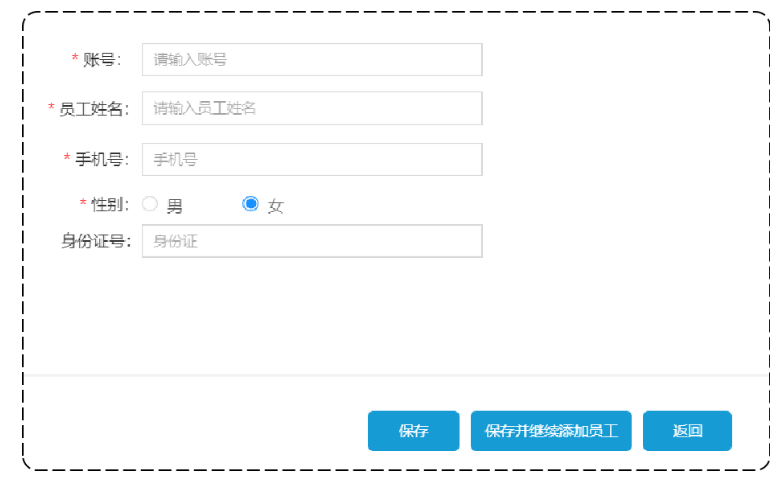 * 账号： 请输入账号
* 员工姓名： 请输入员工姓名
* 手机号： 手机号
* 性别： 男 女
身份证号： 身份证
保存 保存并继续添加员工 返回